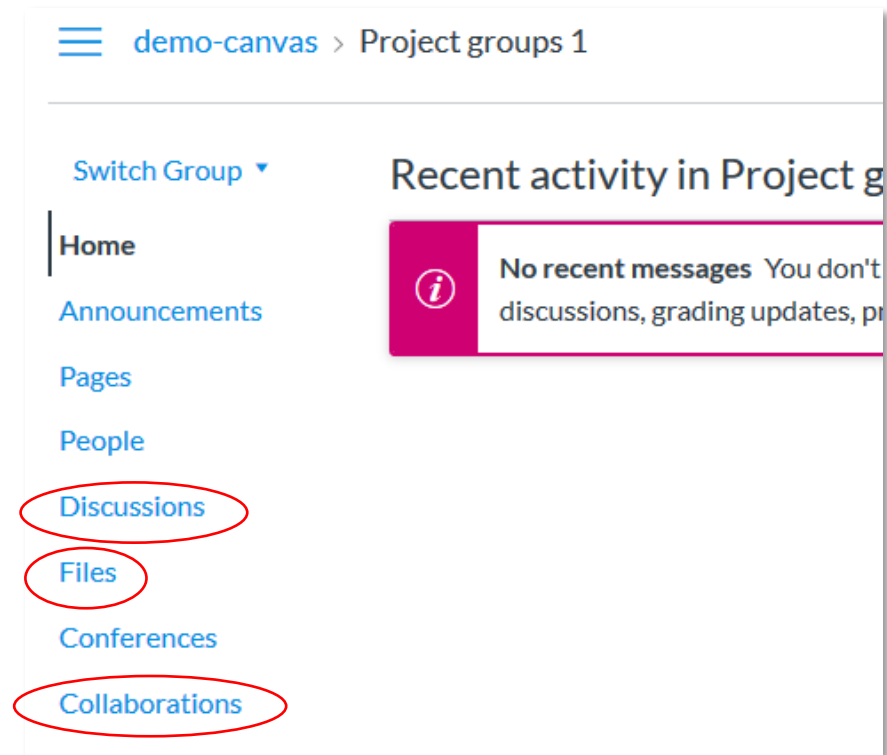 demo-canvas > Project groups 1
Switch Group
Recent activity in Project g
Home
No recent messages You don't
discussions, grading updates, pr
Announcements
Pages
People
Discussions
Files
Conferences
Collaborations